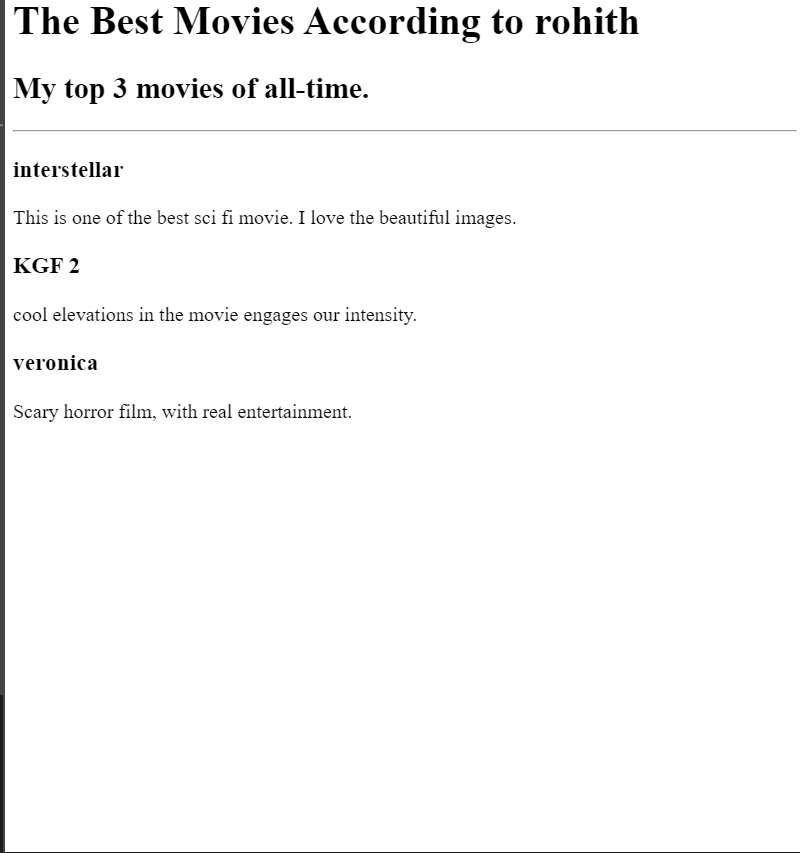 The Best Movies According to rohith
My top 3 movies of all-time.
interstellar
This is one of the best sci fi movie. I love the beautiful images.
KGF 2
cool elevations in the movie engages our intensity.
veronica
Scary horror film, with real entertainment.